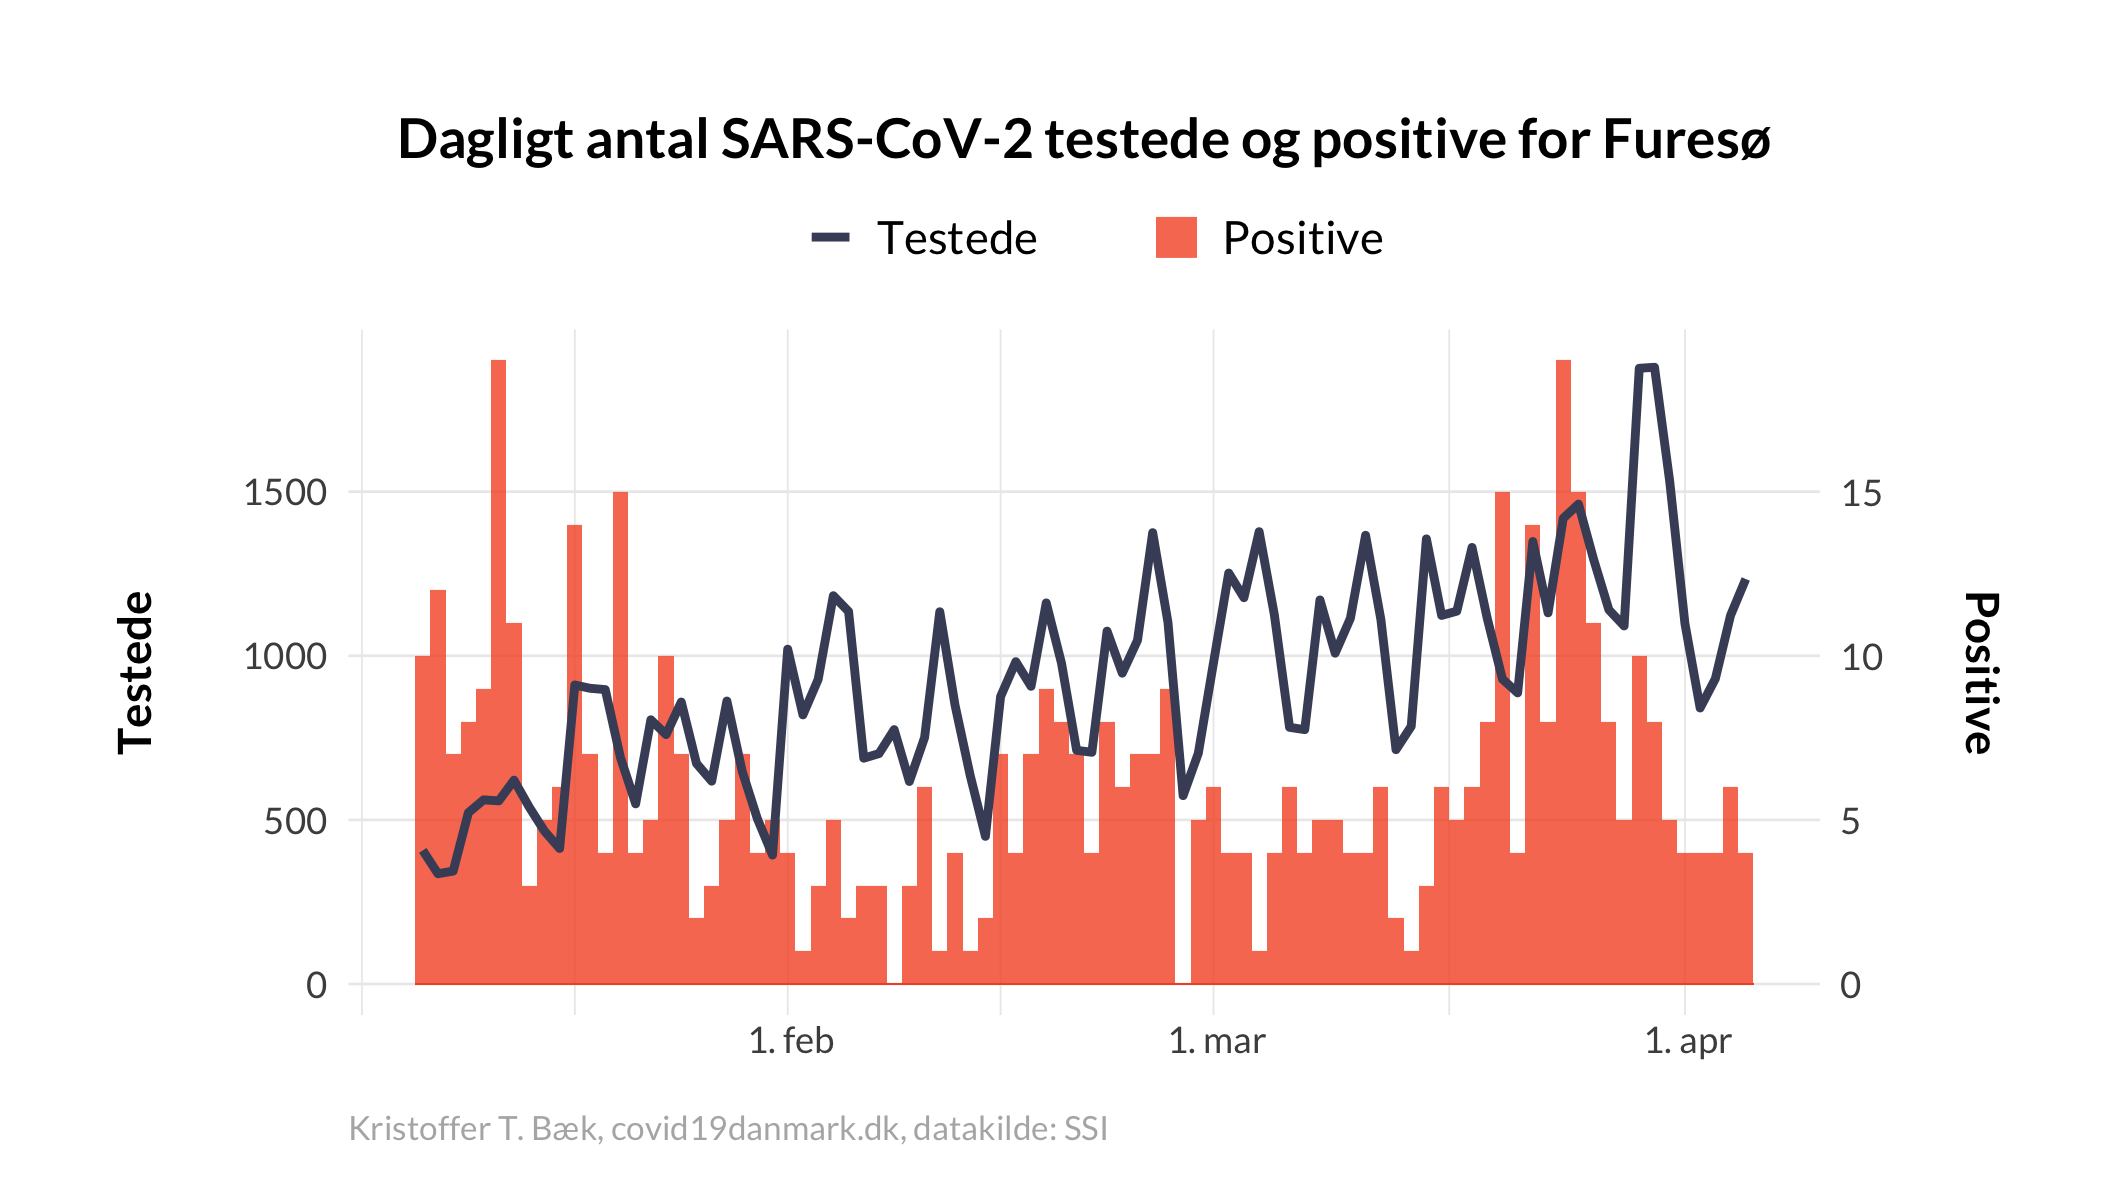 Dagligt antal SARS-CoV-2 testede og positive for Furesø
Testede
Positive
1500
1000
500
0
Testede
15
10
5
0
Positive
1. feb
1. mar
1. apr
Kristoffer T. Bæk, covid19danmark.dk, datakilde: SSI